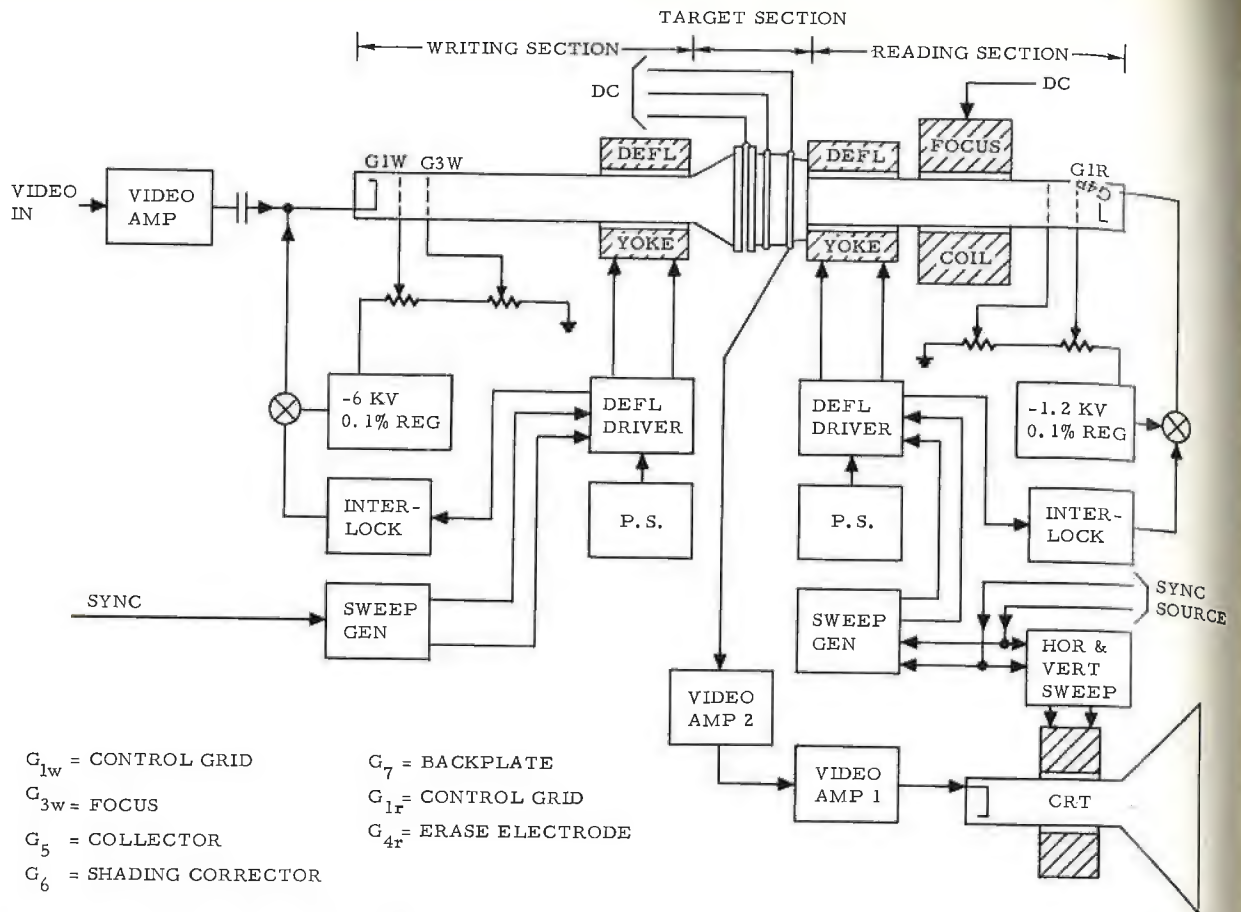 TARGET SECTION
WRITING SECTION
READING SECTION
DC
DC
DEFL
DEFL
FOCUS
G1W
G3W
G1R
G4R
VIDEO IN
VIDEO AMP
YOKE
YOKE
COIL
-6 KV
0.1% REG
DEFL
DRIVER
DEFL
DRIVER
-1.2 KV
0.1% REG
INTER-
LOCK
P.S.
P.S.
INTER-
LOCK
SYNC
SWEEP
GEN
SWEEP
GEN
SYNC
SOURCE
HOR &
VERT
SWEEP
VIDEO
AMP 2
VIDEO
AMP 1
CRT
G1w = CONTROL GRID
G3w = FOCUS
G5 = COLLECTOR
G6 = SHADING CORRECTOR
G7 = BACKPLATE
G1r = CONTROL GRID
G4r = ERASE ELECTRODE